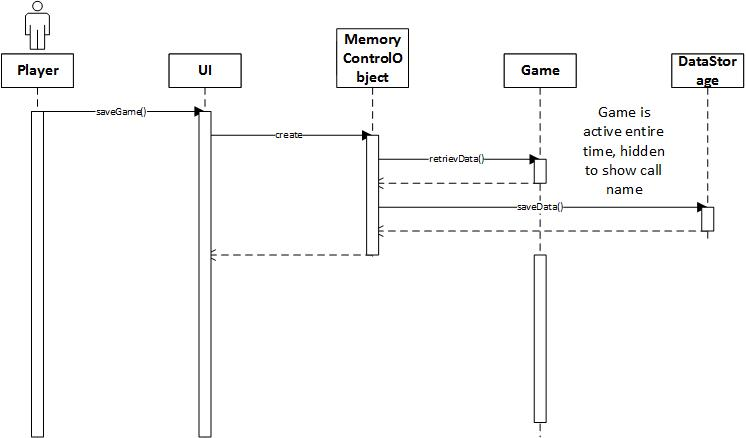 Player
UI
Memory
ControlO
bject
Game
DataStor
age
saveGame()
create
retrievData()
saveData()
Game is
active entire
time, hidden
to show call
name